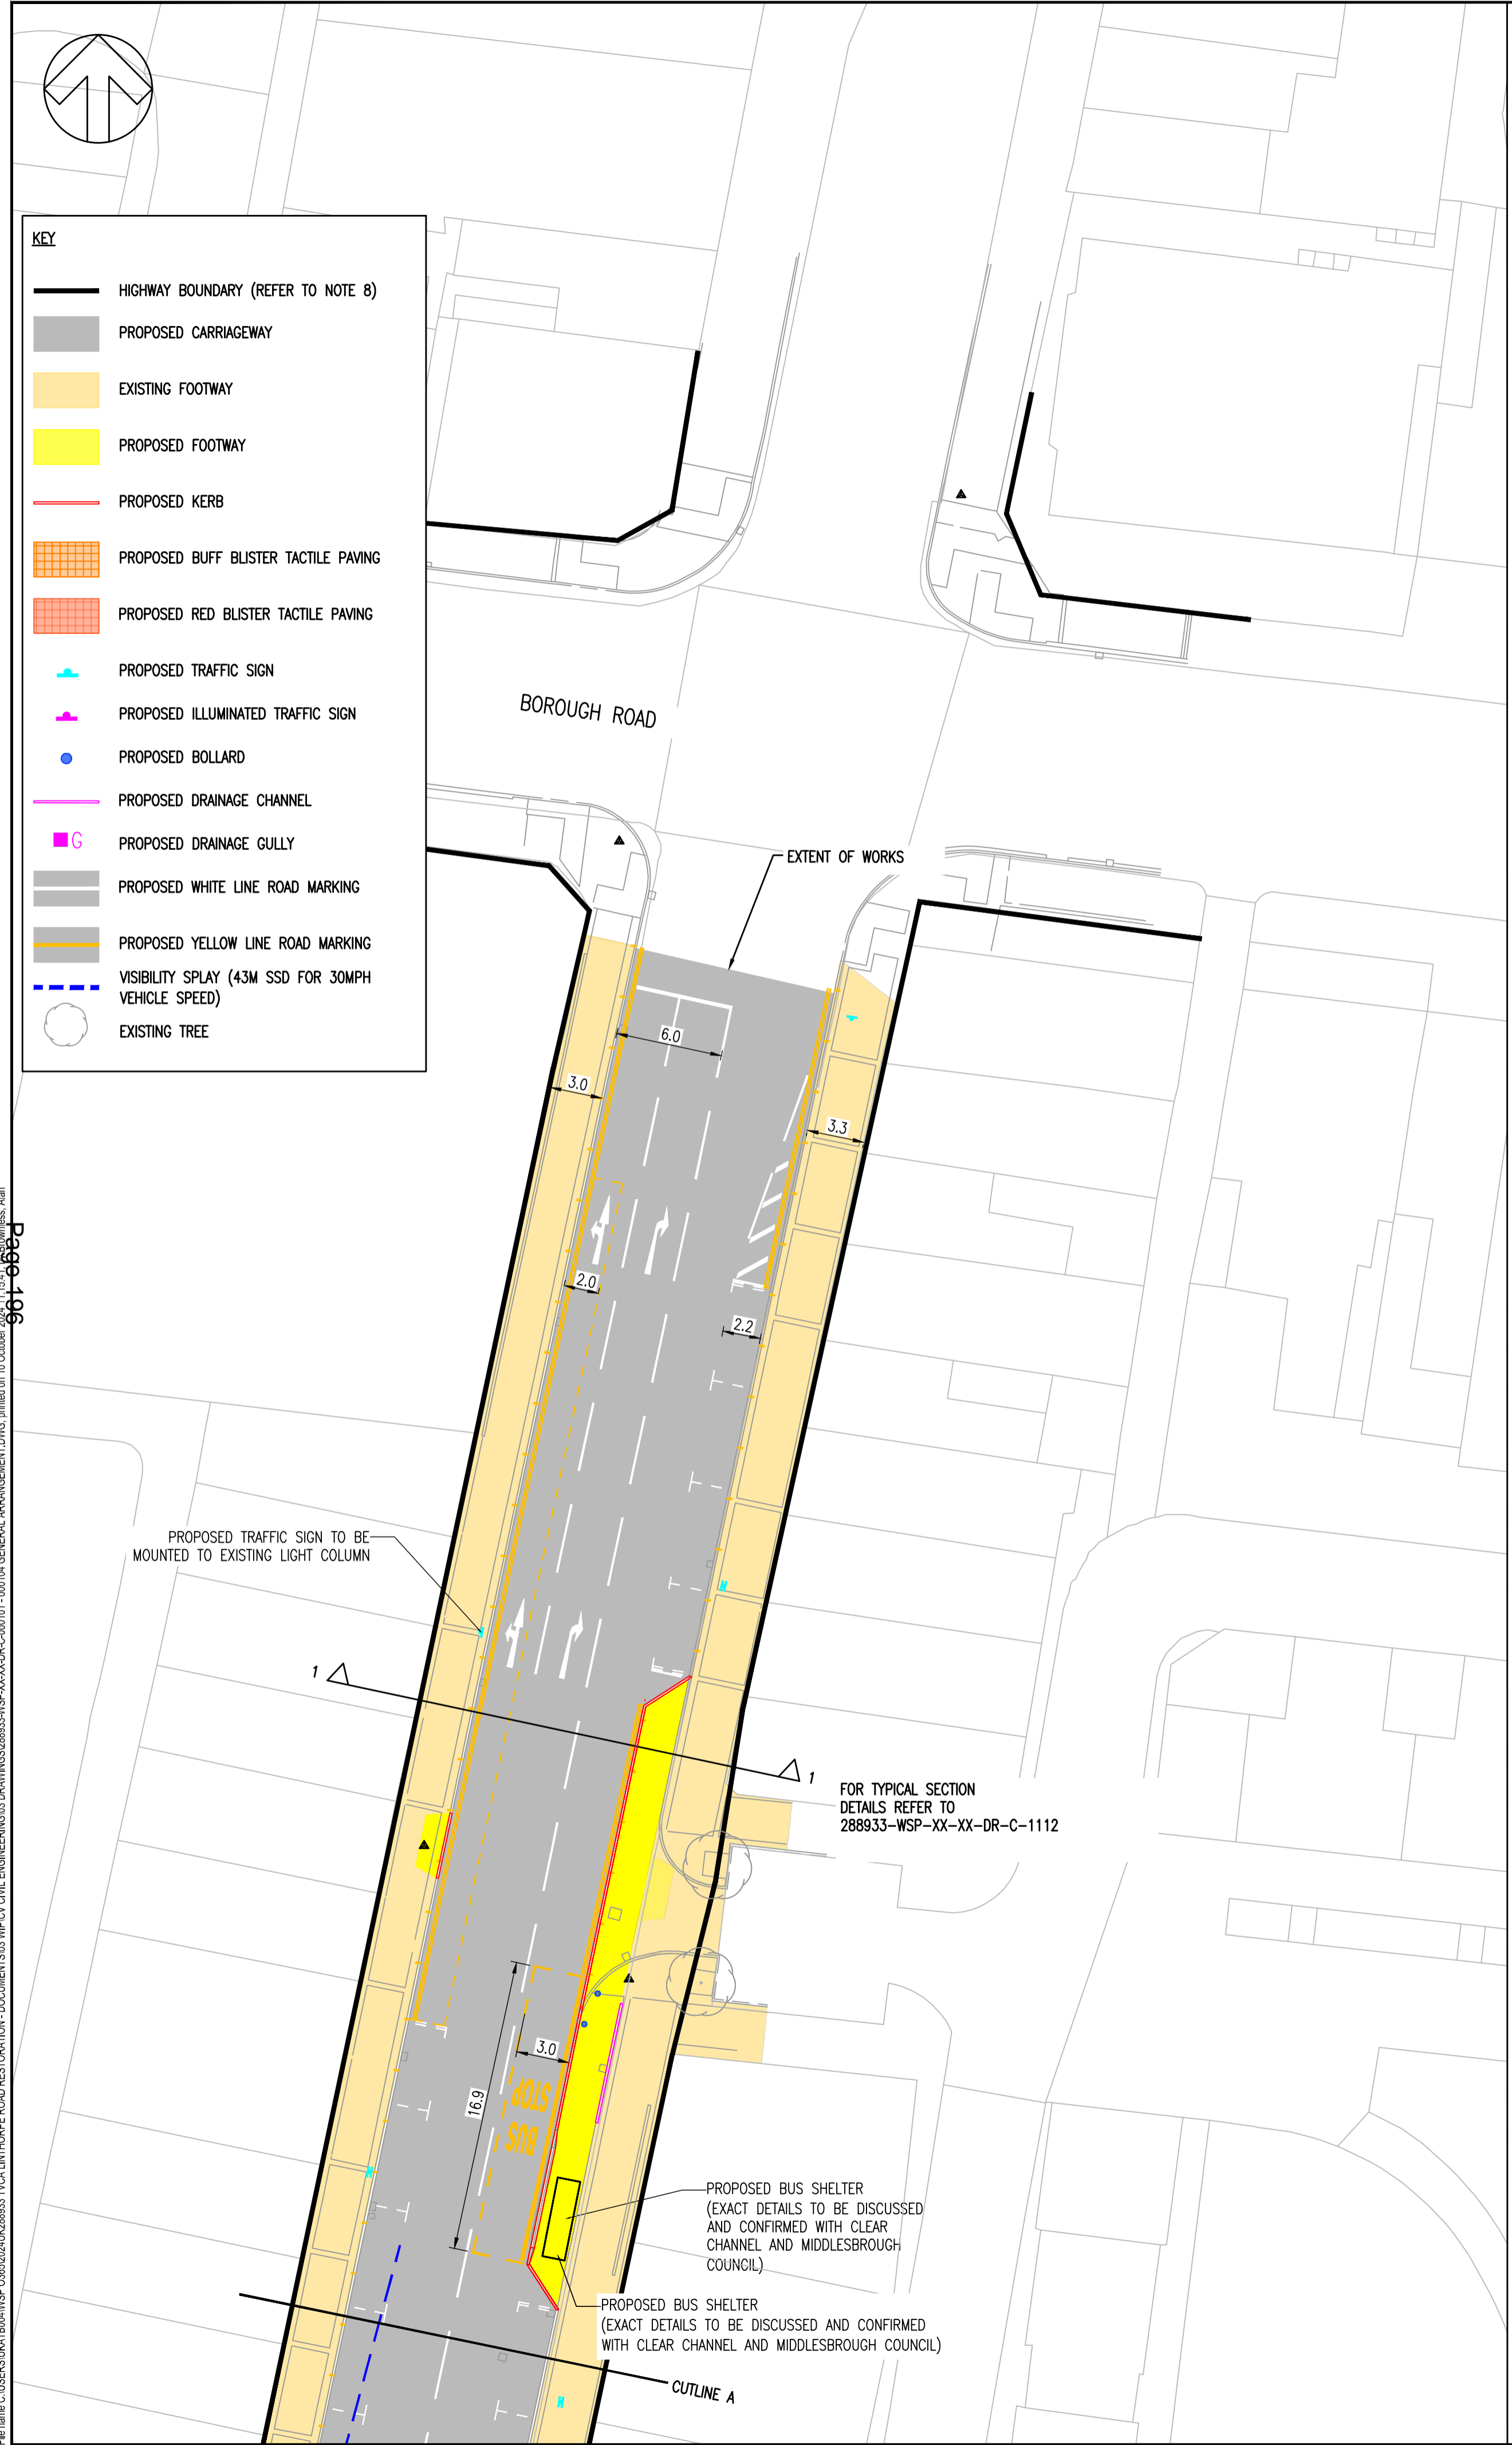 KEY
HIGHWAY BOUNDARY (REFER TO NOTE 8)
PROPOSED CARRIAGEWAY
EXISTING FOOTWAY
PROPOSED FOOTWAY
PROPOSED KERB
PROPOSED BUFF BLISTER TACTILE PAVING
PROPOSED RED BLISTER TACTILE PAVING
PROPOSED TRAFFIC SIGN
PROPOSED ILLUMINATED TRAFFIC SIGN
PROPOSED BOLLARD
PROPOSED DRAINAGE CHANNEL
G
PROPOSED DRAINAGE GULLY
PROPOSED WHITE LINE ROAD MARKING
PROPOSED YELLOW LINE ROAD MARKING
VISIBILITY SPLAY (43M SSD FOR 30MPH
VEHICLE SPEED)
EXISTING TREE
BOROUGH ROAD
EXTENT OF WORKS
6.0
3.0
3.3
2.0
2.2
Page 196
PROPOSED TRAFFIC SIGN TO BE
MOUNTED TO EXISTING LIGHT COLUMN
1
1
FOR TYPICAL SECTION
DETAILS REFER TO
288933-WSP-XX-XX-DR-C-1112
3.0
16.9
STOP
BUS
PROPOSED BUS SHELTER
(EXACT DETAILS TO BE DISCUSSED
AND CONFIRMED WITH CLEAR
CHANNEL AND MIDDLESBROUGH
COUNCIL)
PROPOSED BUS SHELTER
(EXACT DETAILS TO BE DISCUSSED AND CONFIRMED
WITH CLEAR CHANNEL AND MIDDLESBROUGH COUNCIL)
CUTLINE A